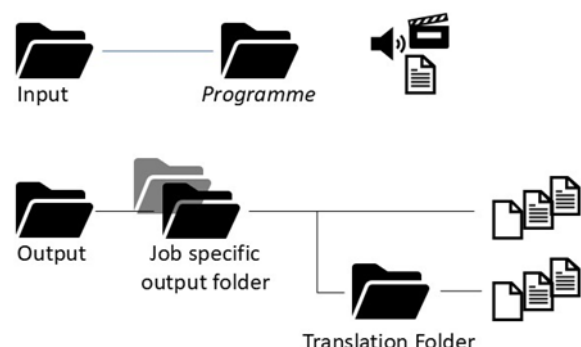 Input
Programme
Output
Job specific
output folder
Translation Folder